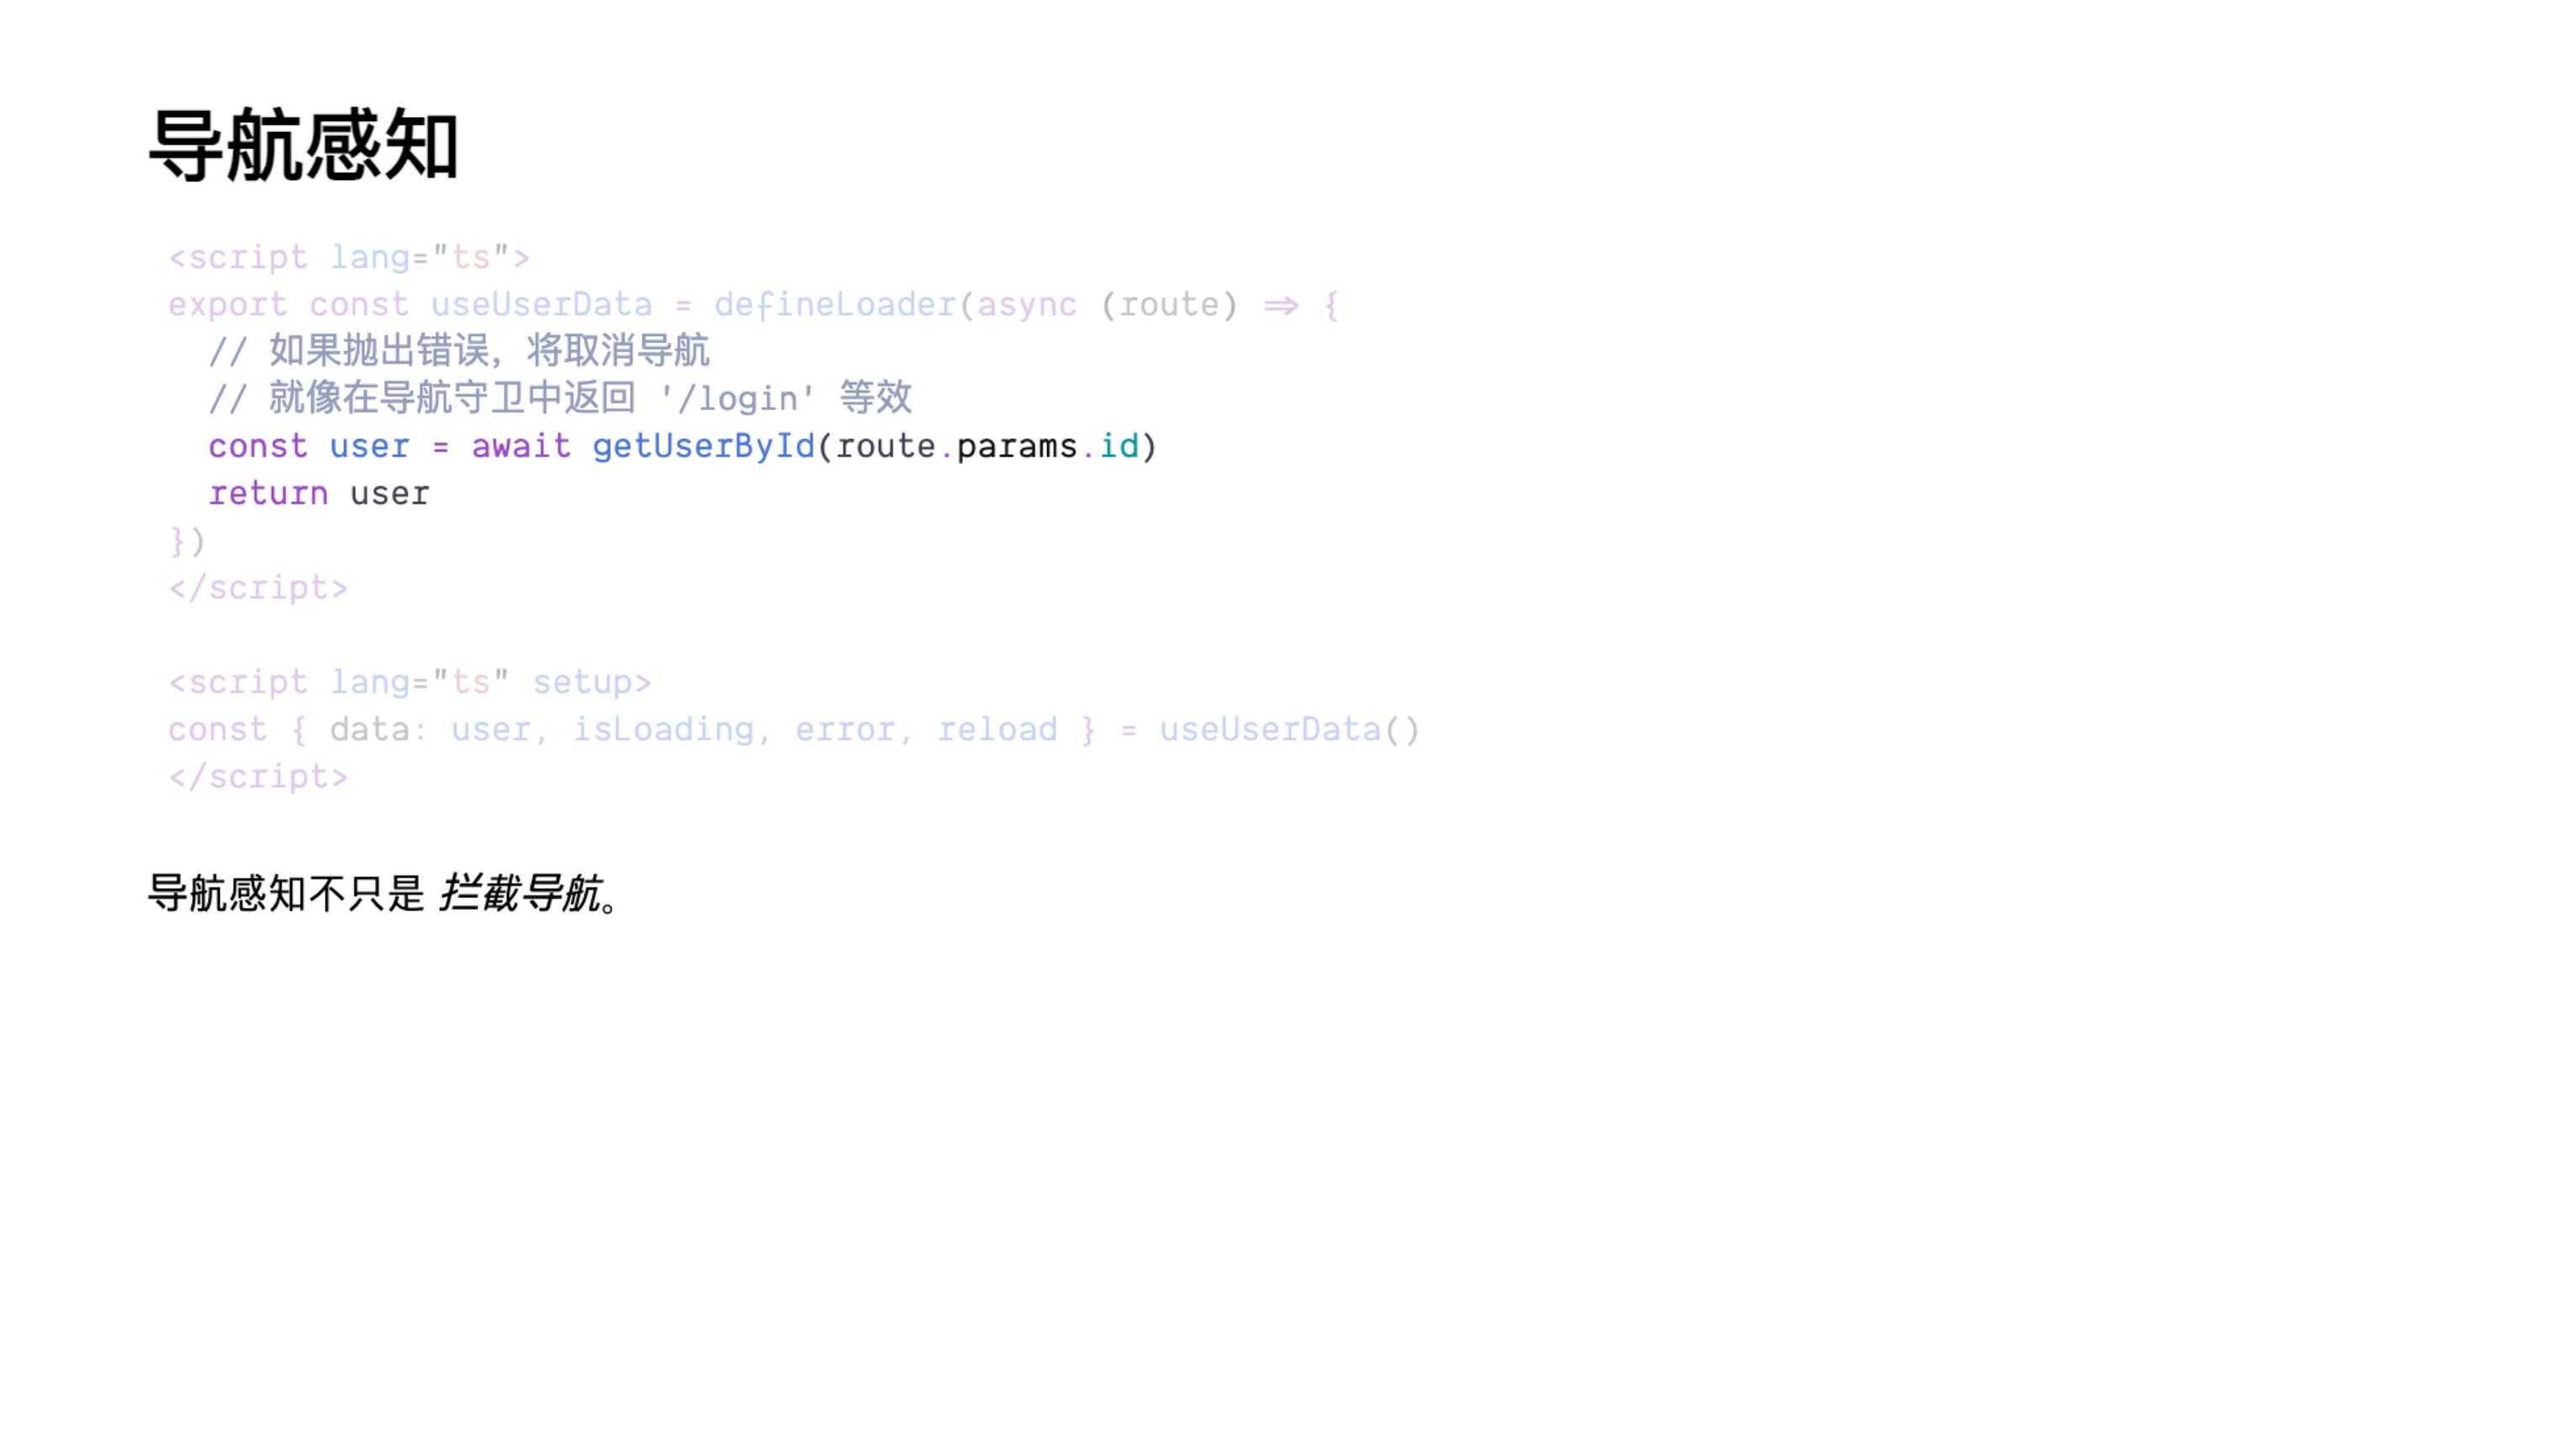 导航感知
<script lang="ts">
export const useUserData = defineLoader(async (route) => {
  // 如果抛出错误，将取消导航
  // 就像在导航守卫中返回 '/login' 等效
  const user = await getUserById(route.params.id)
  return user
})
</script>
<script lang="ts" setup>
const { data: user, isLoading, error, reload } = useUserData()
</script>
导航感知不只是 拦截导航。